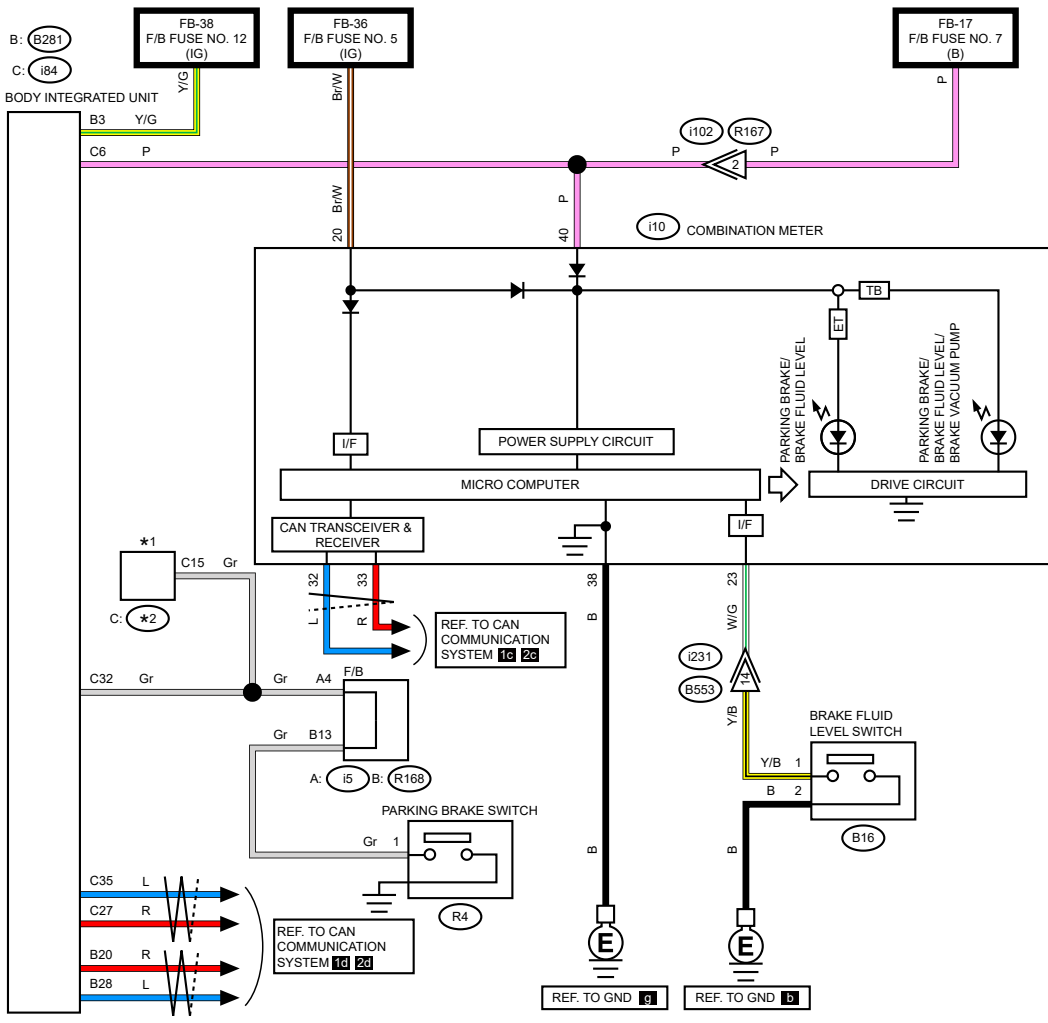 B: B281
C: i84
BODY INTEGRATED UNIT
FB-38
F/B FUSE NO. 12
(IG)
FB-36
F/B FUSE NO. 5
(IG)
FB-17
F/B FUSE NO. 7
(B)
Y/G
Br/W
P
B3 Y/G
C6 P
i102 R167
P 2 P
Br/W
P
20
40
i10 COMBINATION METER
TB
ET
PARKING BRAKE/
BRAKE FLUID LEVEL
PARKING BRAKE/
BRAKE FLUID LEVEL/
BRAKE VACUUM PUMP
I/F
POWER SUPPLY CIRCUIT
MICRO COMPUTER
DRIVE CIRCUIT
CAN TRANSCEIVER &
RECEIVER
I/F
*1
C15 Gr
C: *2
32
33
38
23
L
R
B
W/G
REF. TO CAN
COMMUNICATION
SYSTEM 1c 2c
i231
B553
14
Y/B
C32 Gr Gr A4
F/B
Gr B13
A: i5 B: R168
BRAKE FLUID
LEVEL SWITCH
Y/B 1
B 2
B16
PARKING BRAKE SWITCH
Gr 1
R4
B
B
C35 L
C27 R
B20 R
B28 L
REF. TO CAN
COMMUNICATION
SYSTEM 1d 2d
E
E
REF. TO GND g
REF. TO GND b